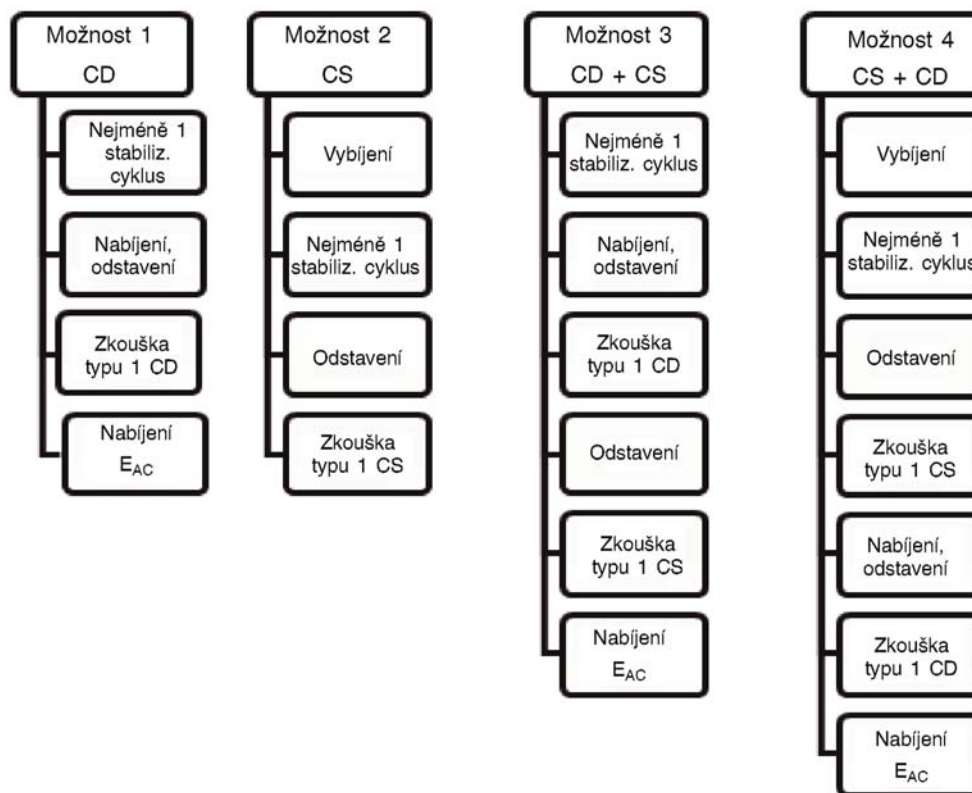 Možnost 1
CD
Nejméně 1
stabiliz.
cyklus
Nabíjení,
odstavení
Zkouška
typu 1 CD
Nabíjení
EAC
Možnost 2
CS
Vybíjení
Nejméně 1
stabiliz. cyklus
Odstavení
Zkouška
typu 1 CS
Možnost 3
CD + CS
Nejméně 1
stabiliz. cyklus
Nabíjení,
odstavení
Zkouška
typu 1 CD
Odstavení
Zkouška
typu 1 CS
Nabíjení
EAC
Možnost 4
CS + CD
Vybíjení
Nejméně 1
stabiliz. cyklus
Odstavení
Zkouška
typu 1 CS
Nabíjení,
odstavení
Zkouška
typu 1 CD
Nabíjení
EAC